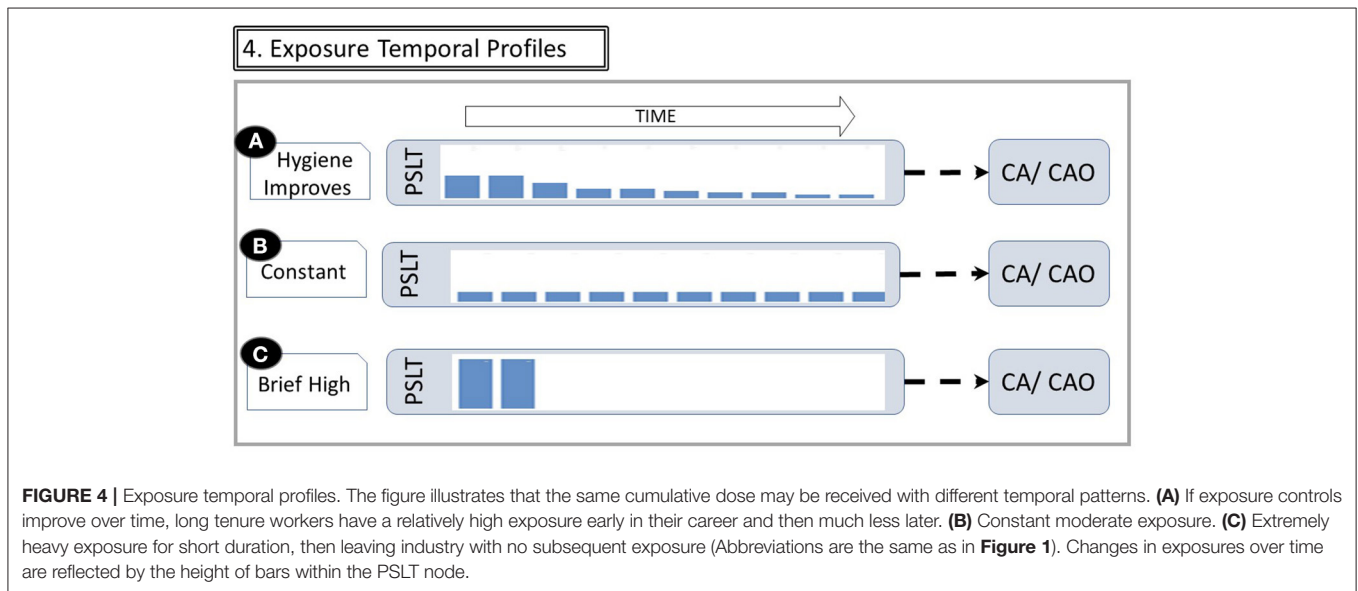 4. Exposure Temporal Profiles
TIME
A
Hygiene
Improves
PSLT
CA/ CAO
B
Constant
PSLT
CA/ CAO
C
Brief High
PSLT
CA/ CAO
FIGURE 4 | Exposure temporal profiles. The figure illustrates that the same cumulative dose may be received with different temporal patterns. (A) If exposure controls
improve over time, long tenure workers have a relatively high exposure early in their career and then much less later. (B) Constant moderate exposure. (C) Extremely
heavy exposure for short duration, then leaving industry with no subsequent exposure (Abbreviations are the same as in Figure 1). Changes in exposures over time
are reflected by the height of bars within the PSLT node.